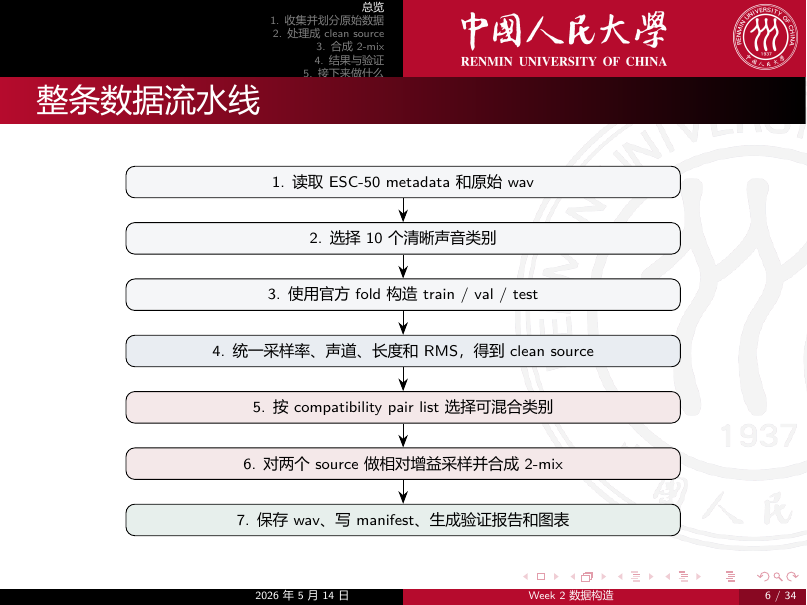 总览
1. 收集并划分原始数据
2. 处理成 clean source
3. 合成 2-mix
4. 结果与验证
5. 接下来做什么
中國人民大學
RENMIN UNIVERSITY OF CHINA
RENMIN UNIVERSITY OF CHINA
1937
整条数据流水线
1. 读取 ESC-50 metadata 和原始 wav
2. 选择 10 个清晰声音类别
3. 使用官方 fold 构造 train / val / test
4. 统一采样率、声道、长度和 RMS，得到 clean source
5. 按 compatibility pair list 选择可混合类别
6. 对两个 source 做相对增益采样并合成 2-mix
7. 保存 wav、写 manifest、生成验证报告和图表
1937
2026 年 5 月 14 日
Week 2 数据构造
6 / 34